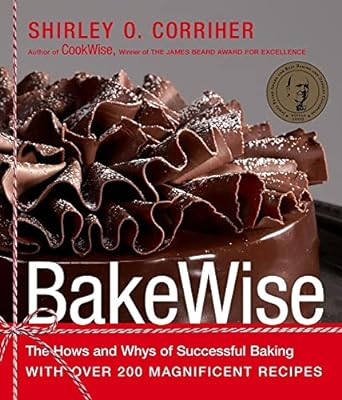 SHIRLEY O. CORRIHER
Author of CookWise, Winner of THE JAMES BEARD AWARD FOR EXCELLENCE
BakeWise
The Hows and Whys of Successful Baking
WITH OVER 200 MAGNIFICENT RECIPES